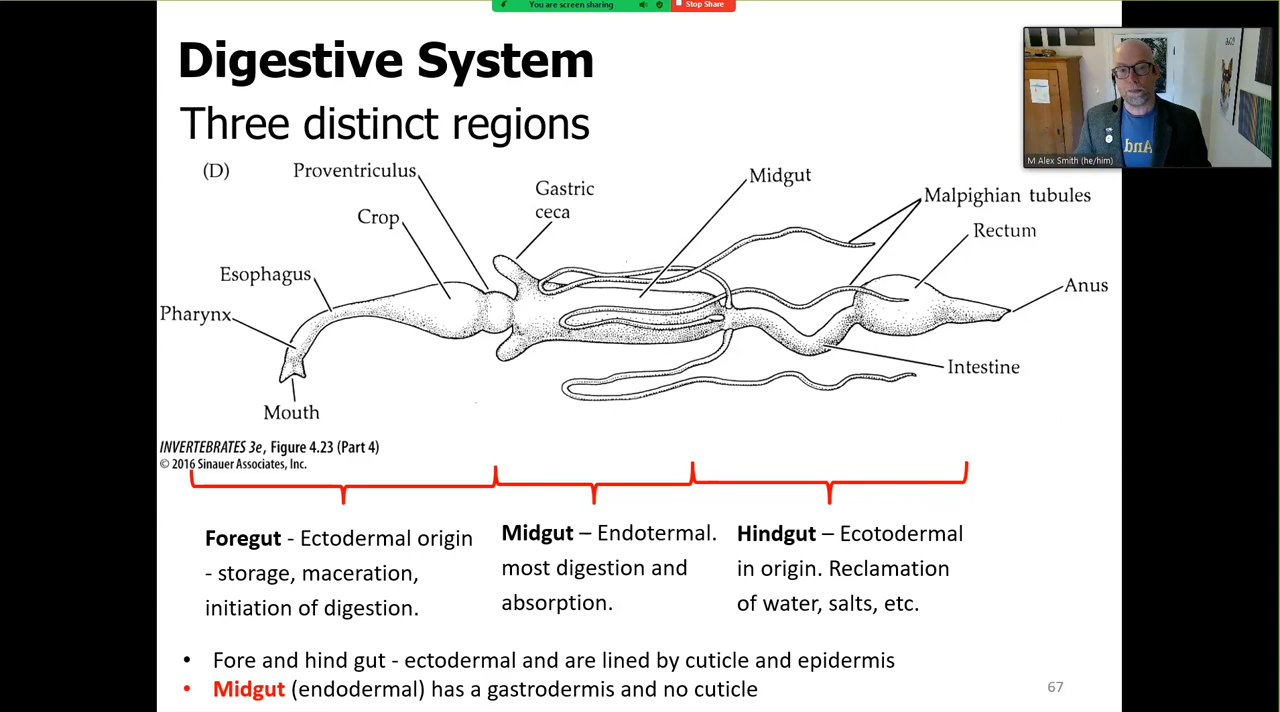 You are screen sharing
Stop Share
Digestive System
Three distinct regions
M Alex Smith (he/him)
(D)
Proventriculus
Gastric
ceca
Midgut
Malpighian tubules
Crop
Rectum
Esophagus
Anus
Pharynx
Intestine
Mouth
INVERTEBRATES 3e, Figure 4.23 (Part 4)
© 2016 Sinauer Associates, Inc.
Foregut - Ectodermal origin
- storage, maceration,
initiation of digestion.
Midgut – Endotermal.
most digestion and
absorption.
Hindgut – Ecotodermal
in origin. Reclamation
of water, salts, etc.
• Fore and hind gut - ectodermal and are lined by cuticle and epidermis
• Midgut (endodermal) has a gastrodermis and no cuticle
67